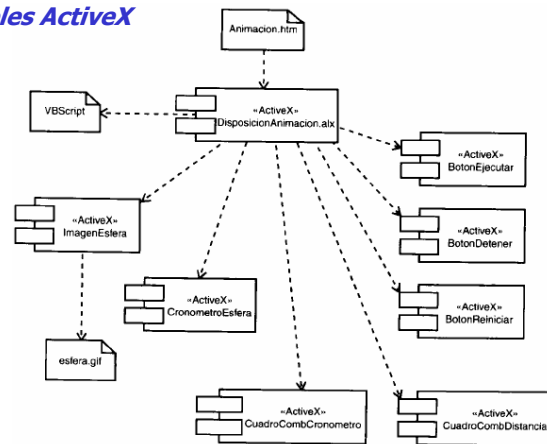 les ActiveX
Animacion.htm
VBScript
«ActiveX»
DisposicionAnimacion.alx
«ActiveX»
BotonEjecutar
«ActiveX»
ImagenEsfera
«ActiveX»
BotonDetener
«ActiveX»
CronometroEsfera
«ActiveX»
BotonReiniciar
esfera.gif
«ActiveX»
CuadroCombCronometro
«ActiveX»
CuadroCombDistancia